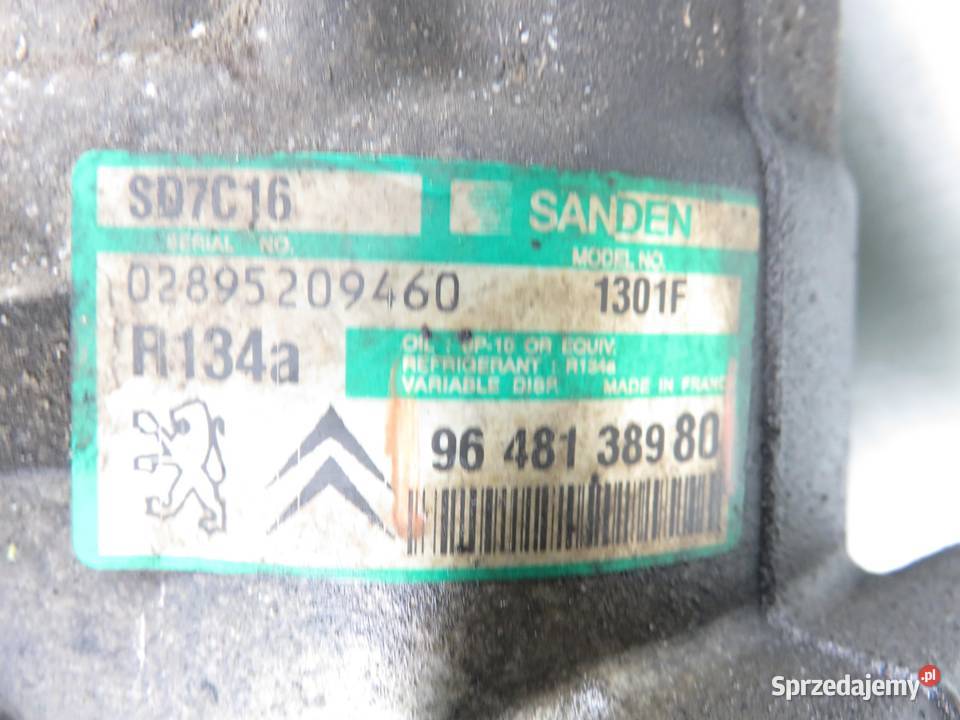 SD7C16
SANDEN
SERIAL NO.
MODEL NO.
02895209460
1301F
R134a
OIL : SP-10 OR EQUIV.
REFRIGERANT : R134a
VARIABLE DISP. MADE IN FRANCE
96 481 389 80
Sprzedajemy.pl